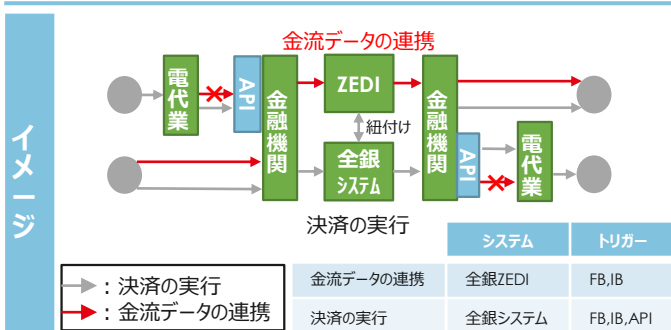 イメージ
金流データの連携
電代業
API
金融機関
ZEDI
紐付け
全銀
システム
金融機関
API
電代業
決済の実行
：決済の実行
：金流データの連携
システム トリガー
金流データの連携 全銀ZEDI FB,IB
決済の実行 全銀システム FB,IB,API